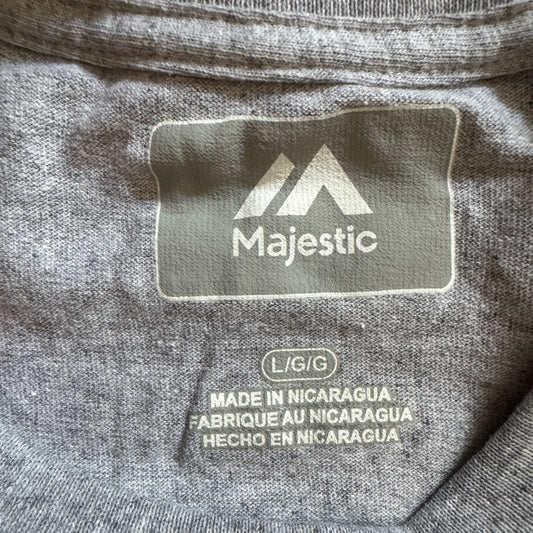 Majestic
L/G/G
MADE IN NICARAGUA
FABRIQUE AU NICARAGUA
HECHO EN NICARAGUA